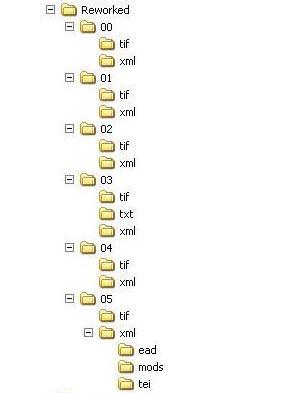 Reworked
00
tif
xml
01
tif
xml
02
tif
xml
03
tif
txt
xml
04
tif
xml
05
tif
xml
ead
mods
tei